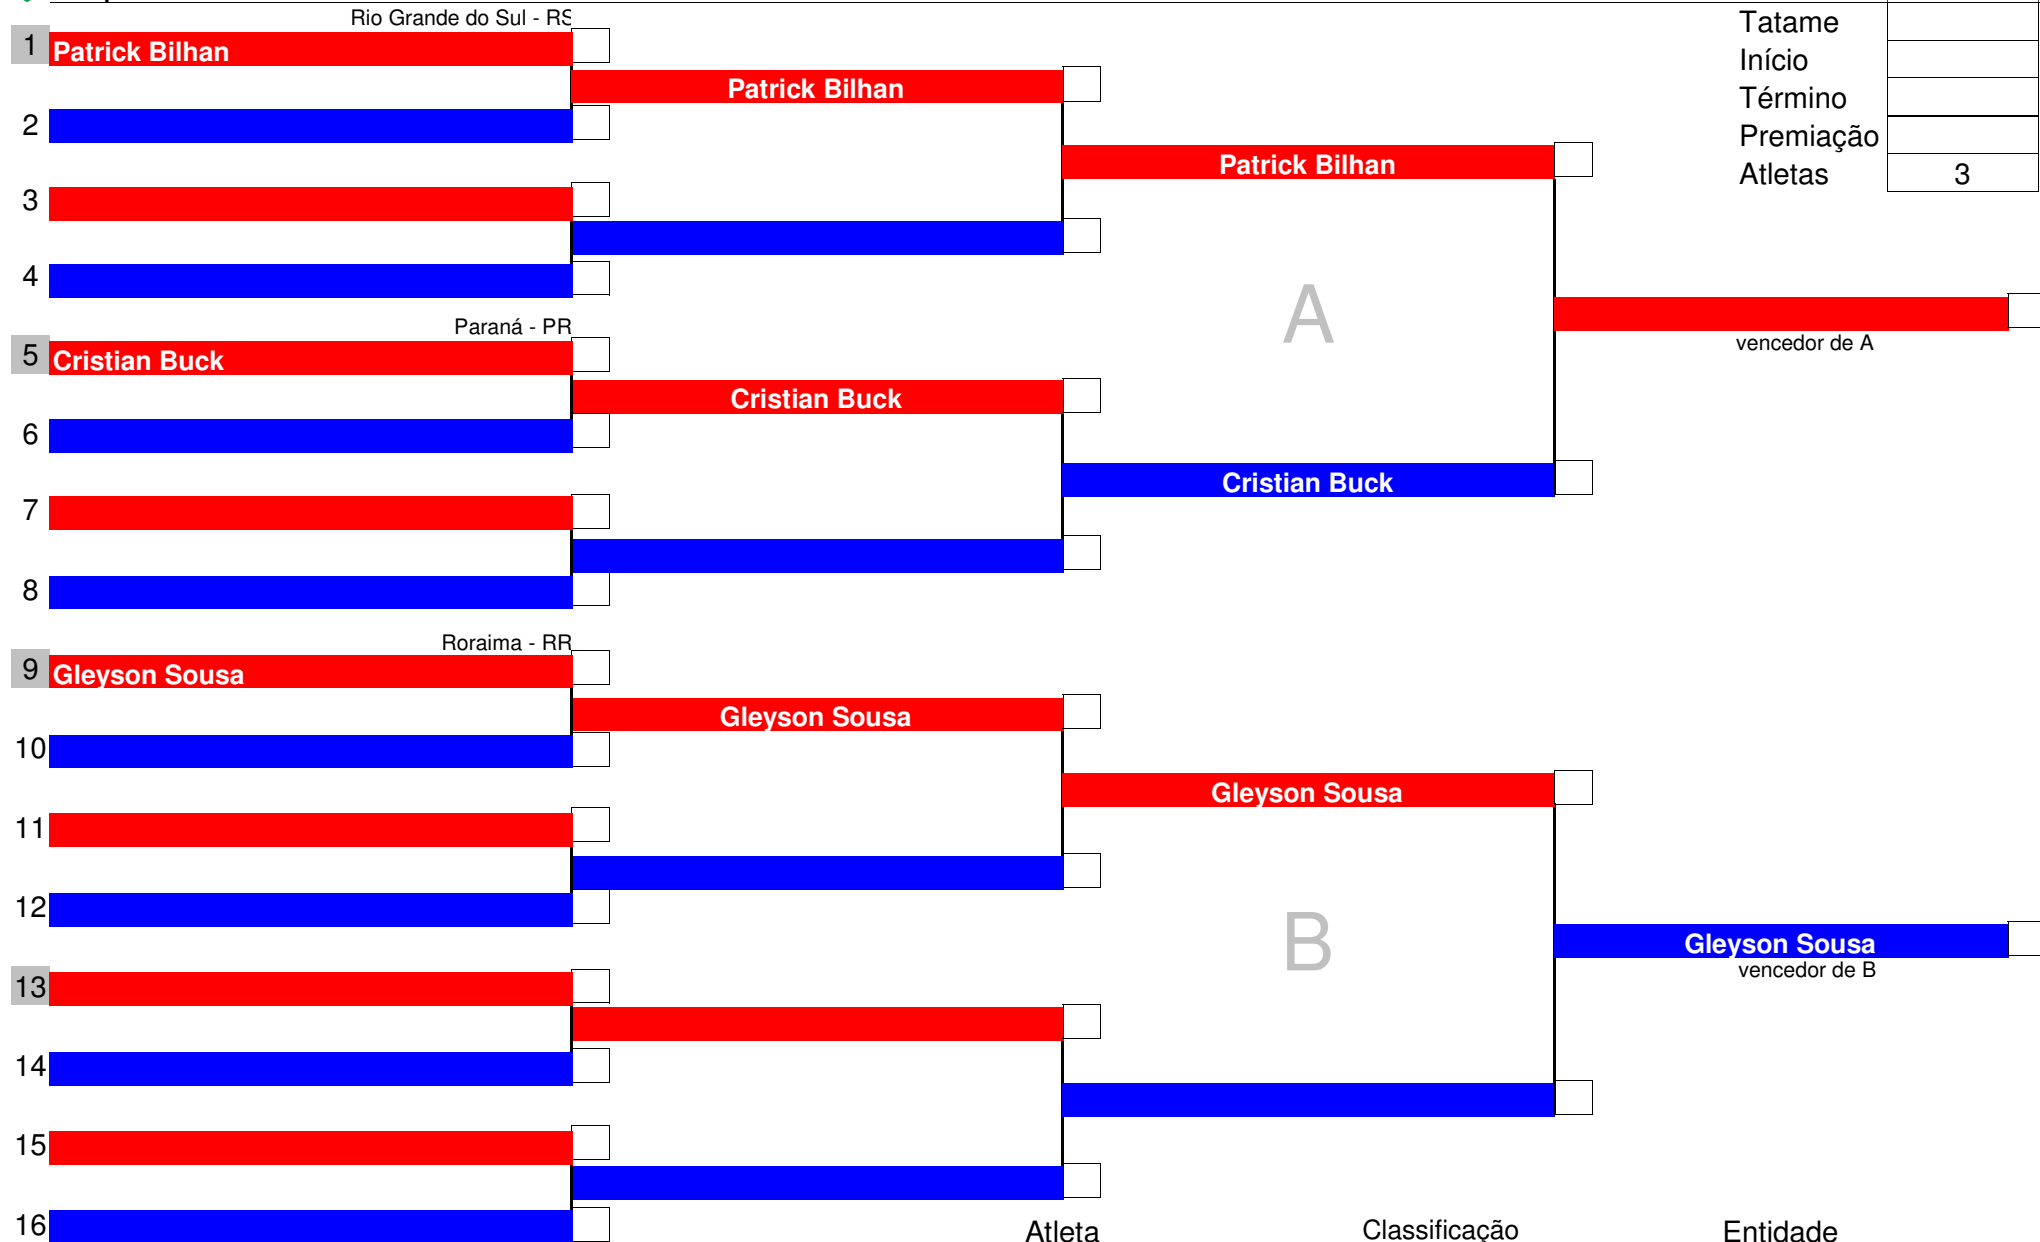 Rio Grande do Sul - RS
Tatame
1 Patrick Bilhan
Início
Patrick Bilhan
Término
2
Premiação
Patrick Bilhan
Atletas 3
3
4
A
Paraná - PR
vencedor de A
5 Cristian Buck
Cristian Buck
6
Cristian Buck
7
8
Roraima - RR
9 Gleyson Sousa
Gleyson Sousa
10
Gleyson Sousa
11
12
B
Gleyson Sousa
vencedor de B
13
14
15
16
Atleta Classificação Entidade